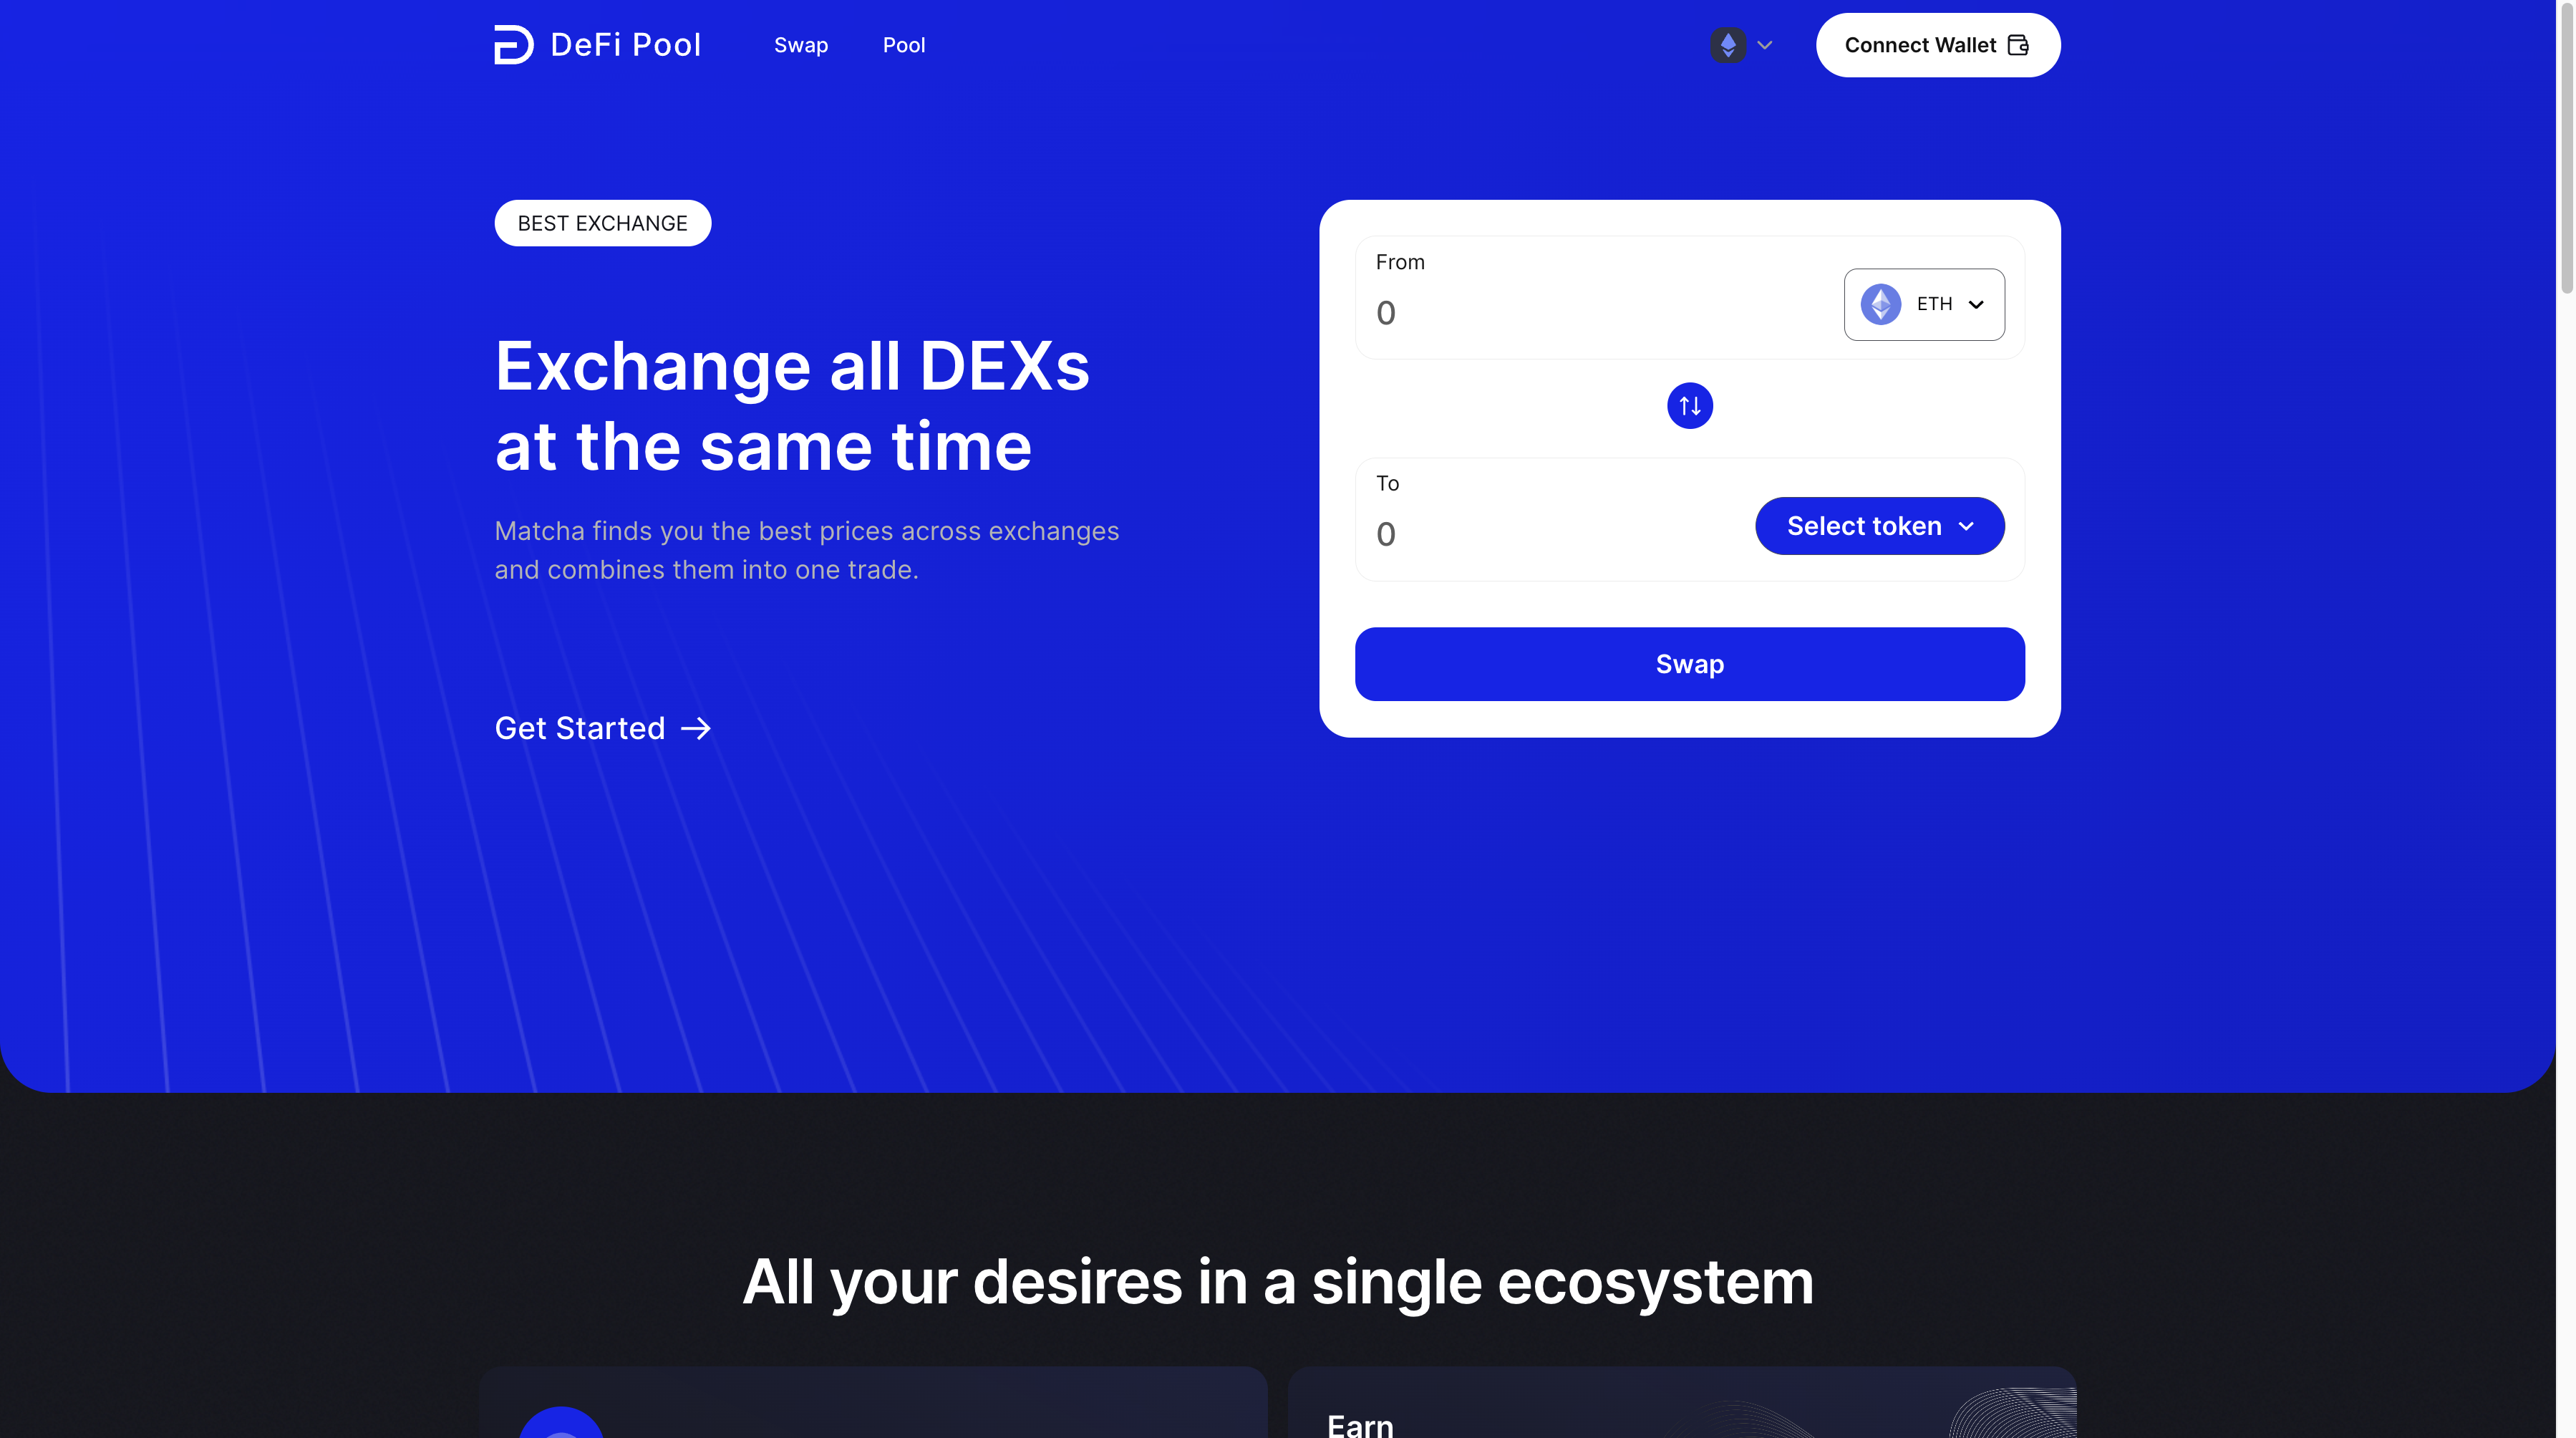 DeFi Pool
Swap
Pool
Connect Wallet
BEST EXCHANGE
Exchange all DEXs
at the same time
Matcha finds you the best prices across exchanges
and combines them into one trade.
Get Started
From
0
ETH
To
0
Select token
Swap
All your desires in a single ecosystem
Earn